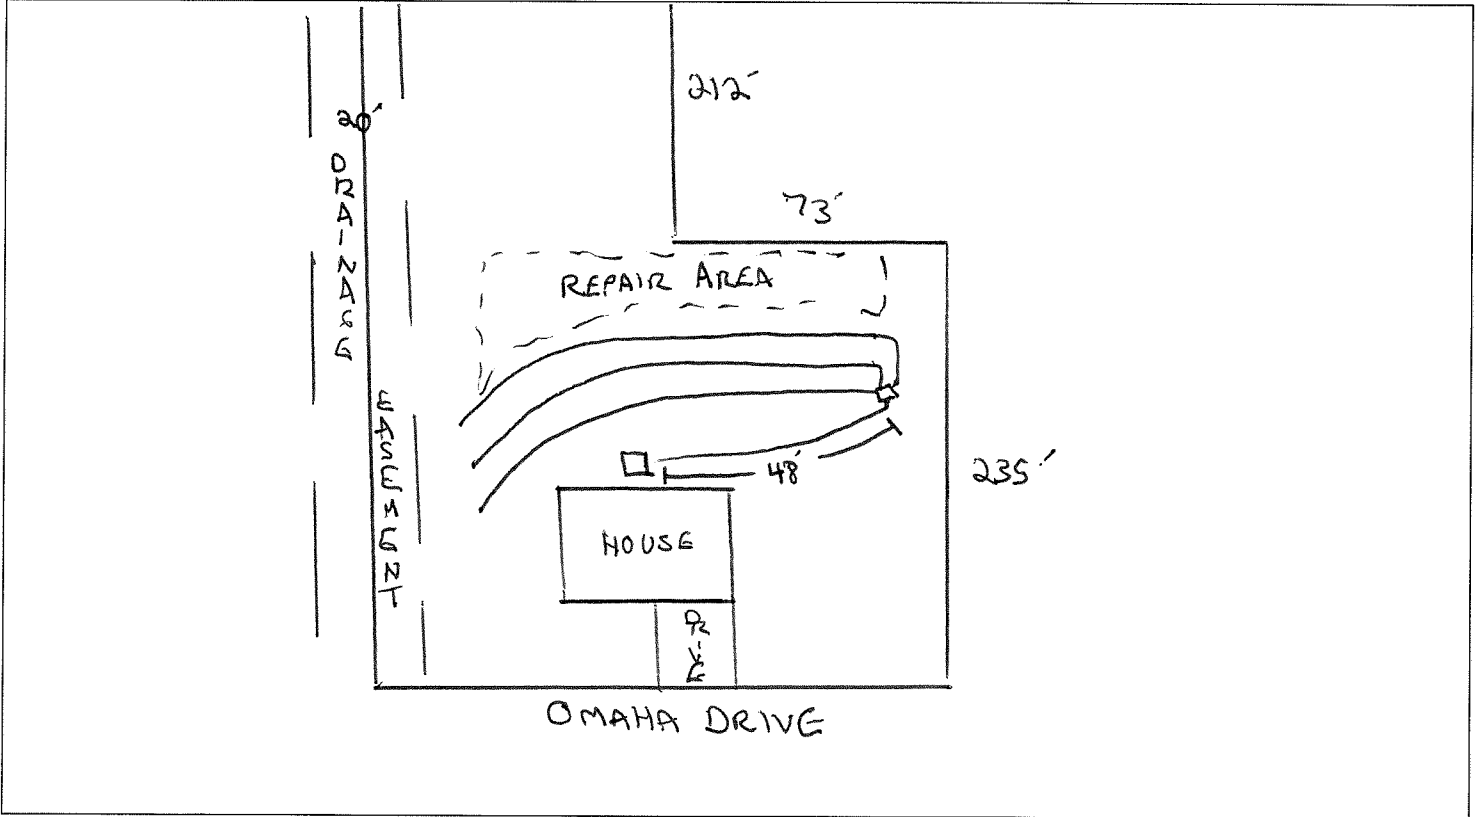 212'
20'
DRAINAGE
73'
REPAIR AREA
EASEMENT
48'
235'
HOUSE
DRIVE
OMAHA DRIVE